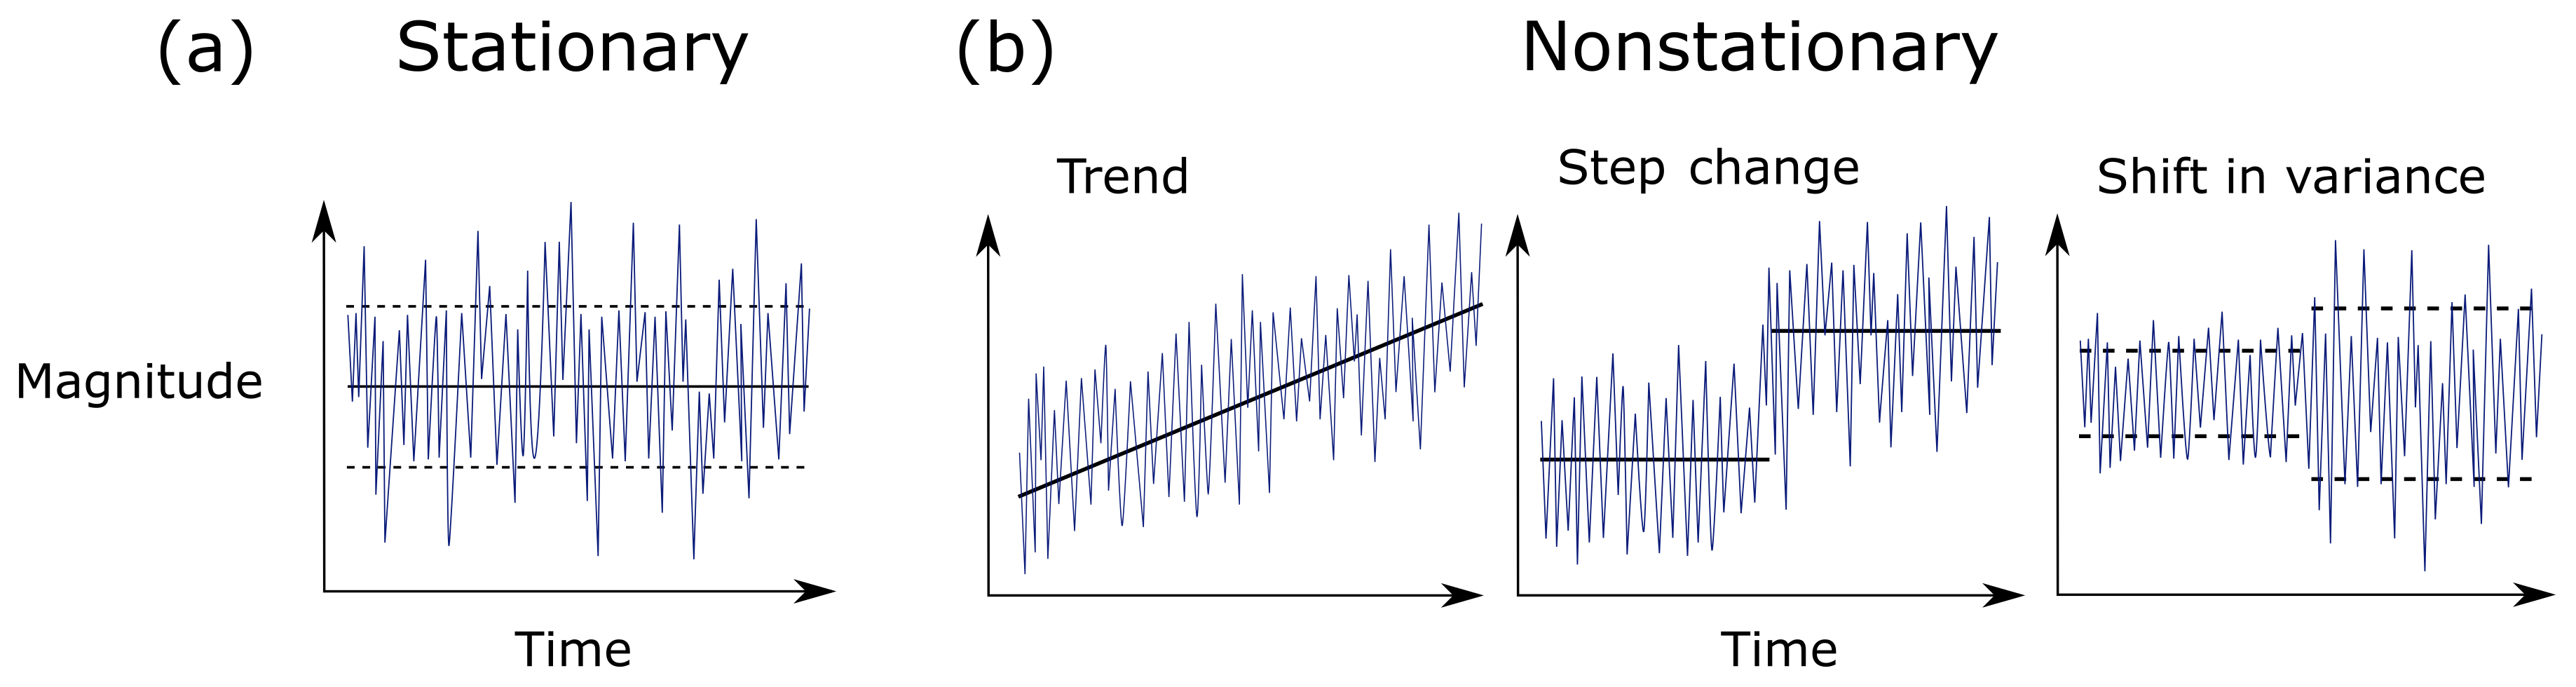 (a) Stationary
(b) Nonstationary
Trend
Step change
Shift in variance
Magnitude
Time
Time